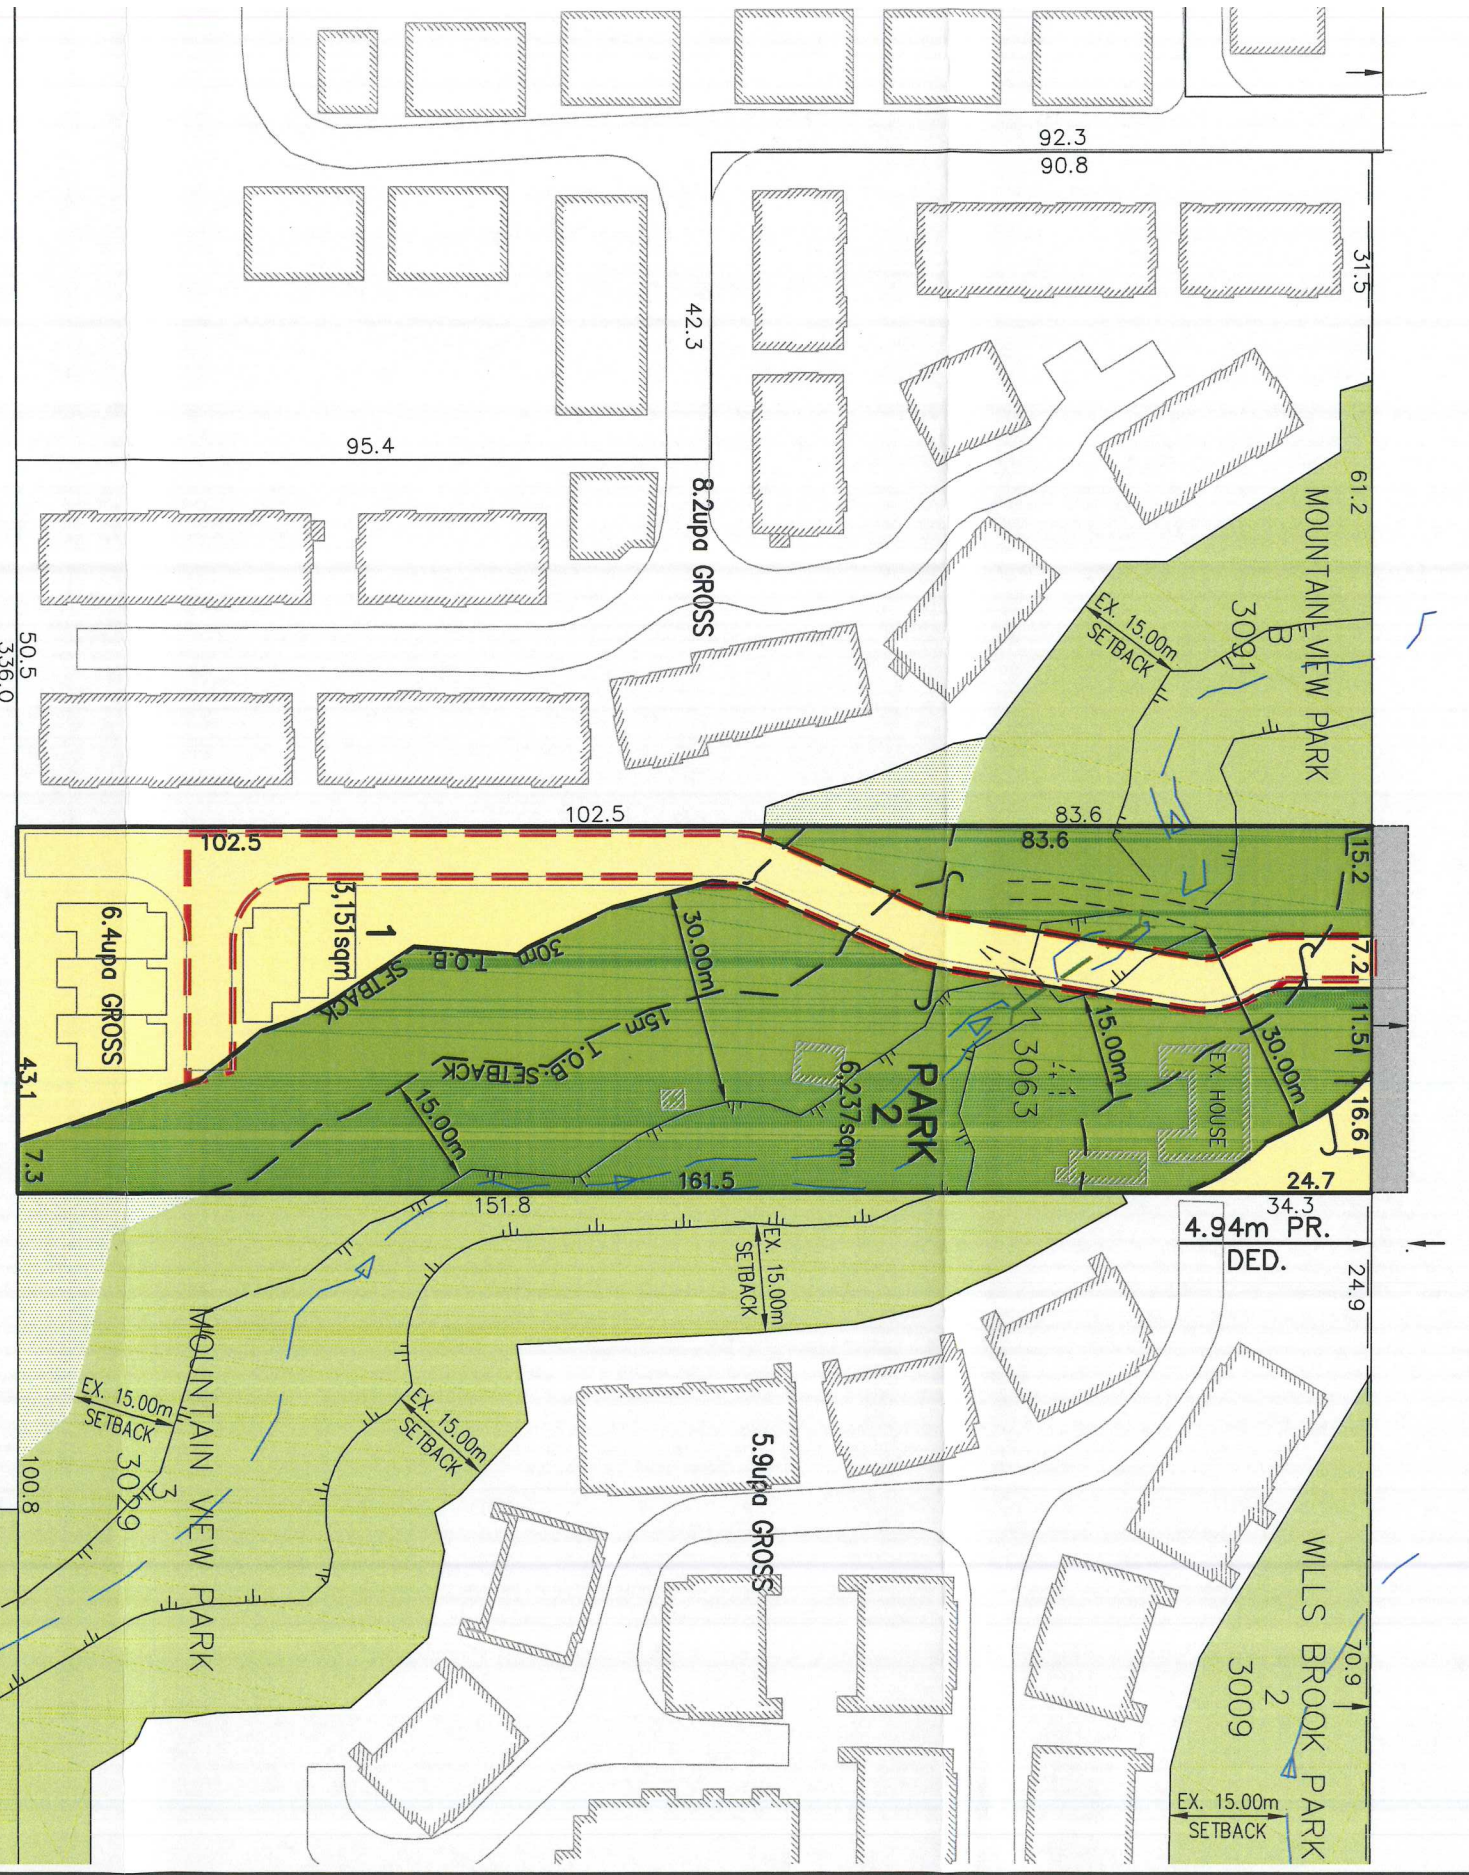 92.3
90.8
31.5
42.3
95.4
61.2
MOUNTAIN VIEW PARK
B
3091
EX. 15.00m
SETBACK
8.2upa GROSS
50.5
336.0
102.5
102.5
83.6
83.6
15.2
7.2
11.5
16.6
1
3,151sqm
6.4upa GROSS
43.1
7.3
30m
T.O.B.
SETBACK
30.00m
15m
T.O.B.
SETBACK
15.00m
15.00m
30.00m
3063
EX. HOUSE
PARK
2
6,237sqm
161.5
151.8
24.7
34.3
4.94m PR.
DED.
24.9
EX. 15.00m
SETBACK
EX. 15.00m
SETBACK
EX. 15.00m
SETBACK
MOUNTAIN VIEW PARK
3
3029
100.8
5.9upa GROSS
WILLS BROOK PARK
2
3009
70.9
EX. 15.00m
SETBACK